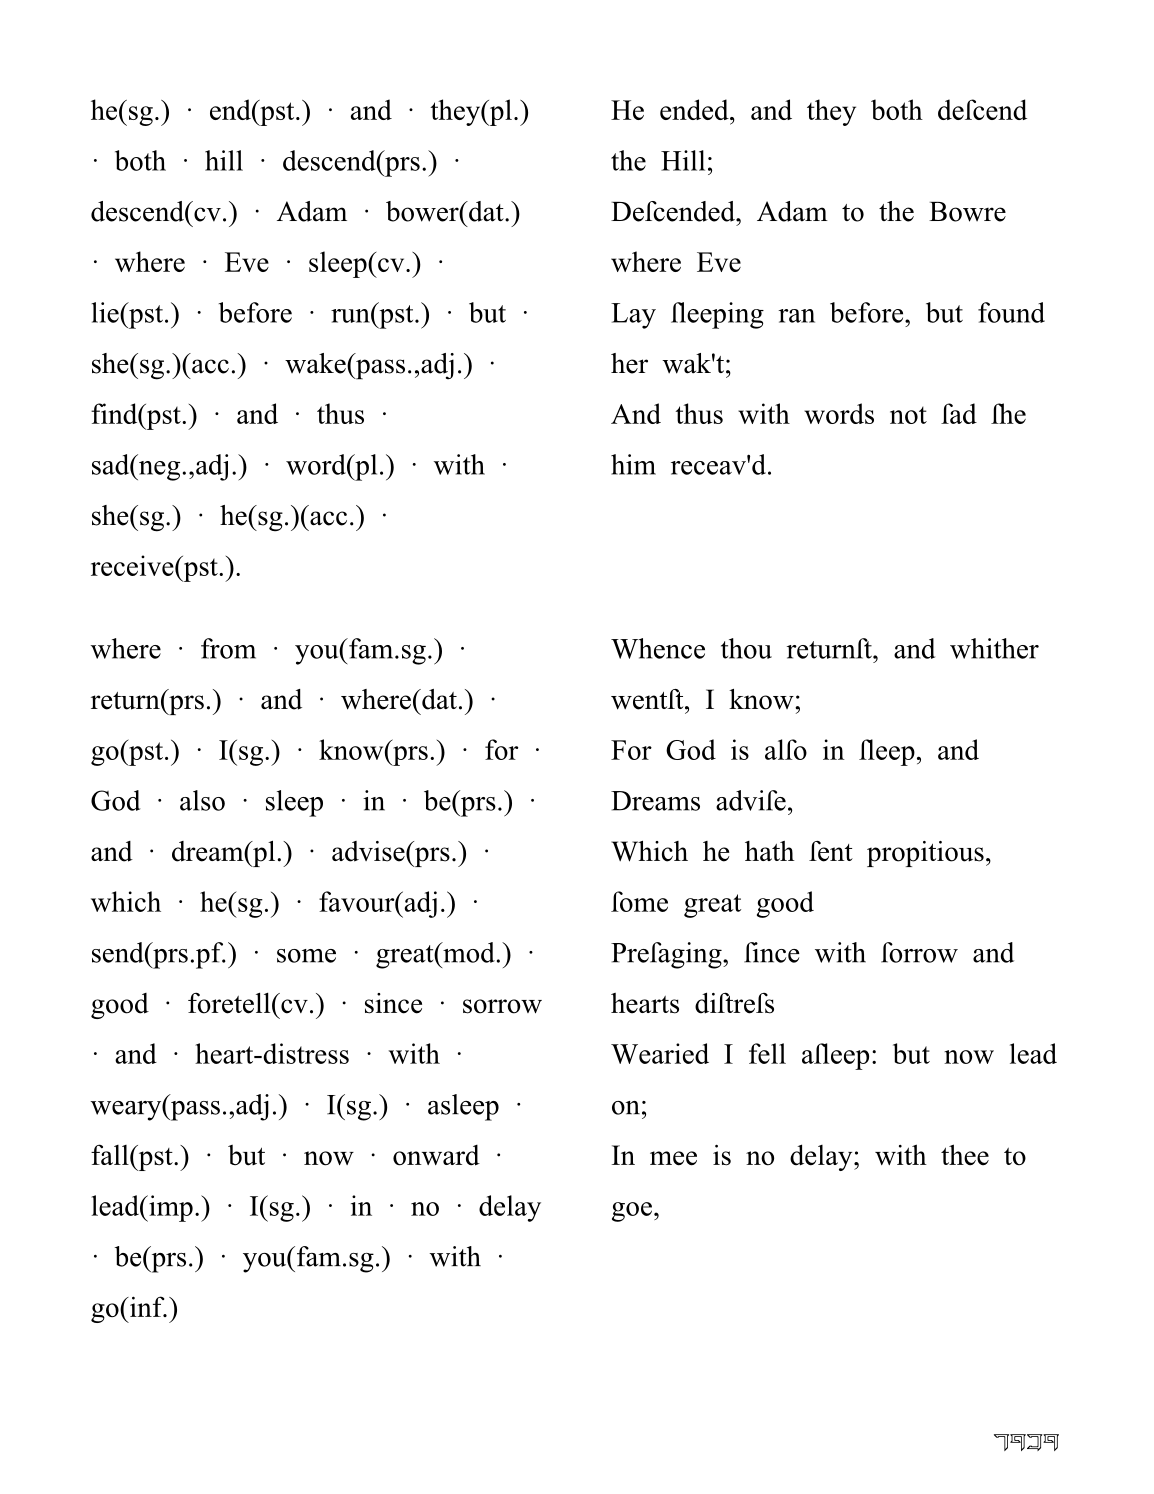 he(sg.) · end(pst.) · and · they(pl.)
· both · hill · descend(prs.) ·
descend(cv.) · Adam · bower(dat.)
· where · Eve · sleep(cv.) ·
lie(pst.) · before · run(pst.) · but ·
she(sg.)(acc.) · wake(pass.,adj.) ·
find(pst.) · and · thus ·
sad(neg.,adj.) · word(pl.) · with ·
she(sg.) · he(sg.)(acc.) ·
receive(pst.).
He ended, and they both deſcend
the Hill;
Deſcended, Adam to the Bowre
where Eve
Lay ſleeping ran before, but found
her wak't;
And thus with words not ſad ſhe
him receav'd.
where · from · you(fam.sg.) ·
return(prs.) · and · where(dat.) ·
go(pst.) · I(sg.) · know(prs.) · for ·
God · also · sleep · in · be(prs.) ·
and · dream(pl.) · advise(prs.) ·
which · he(sg.) · favour(adj.) ·
send(prs.pf.) · some · great(mod.) ·
good · foretell(cv.) · since · sorrow
· and · heart-distress · with ·
weary(pass.,adj.) · I(sg.) · asleep ·
fall(pst.) · but · now · onward ·
lead(imp.) · I(sg.) · in · no · delay
· be(prs.) · you(fam.sg.) · with ·
go(inf.)
Whence thou returnſt, and whither
wentſt, I know;
For God is alſo in ſleep, and
Dreams adviſe,
Which he hath ſent propitious,
ſome great good
Preſaging, ſince with ſorrow and
hearts diſtreſs
Wearied I fell aſleep: but now lead
on;
In mee is no delay; with thee to
goe,